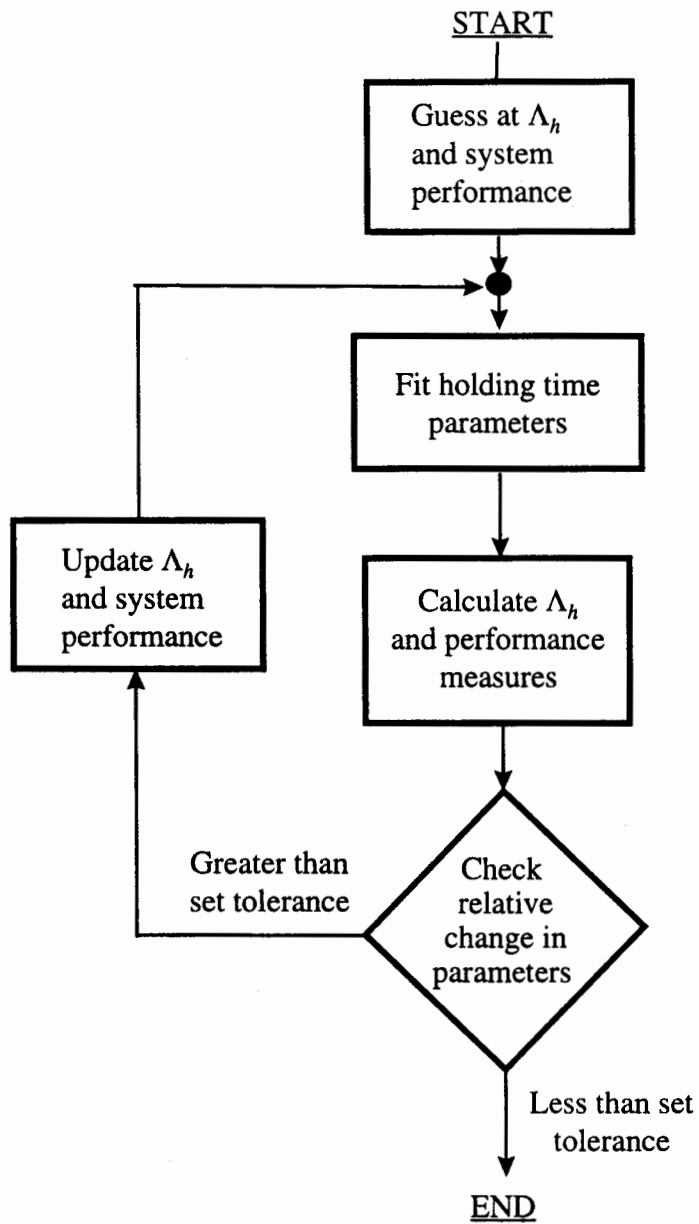 START
Guess at Λh
and system
performance
Fit holding time
parameters
Update Λh
and system
performance
Calculate Λh
and performance
measures
Greater than
set tolerance
Check
relative
change in
parameters
Less than set
tolerance
END